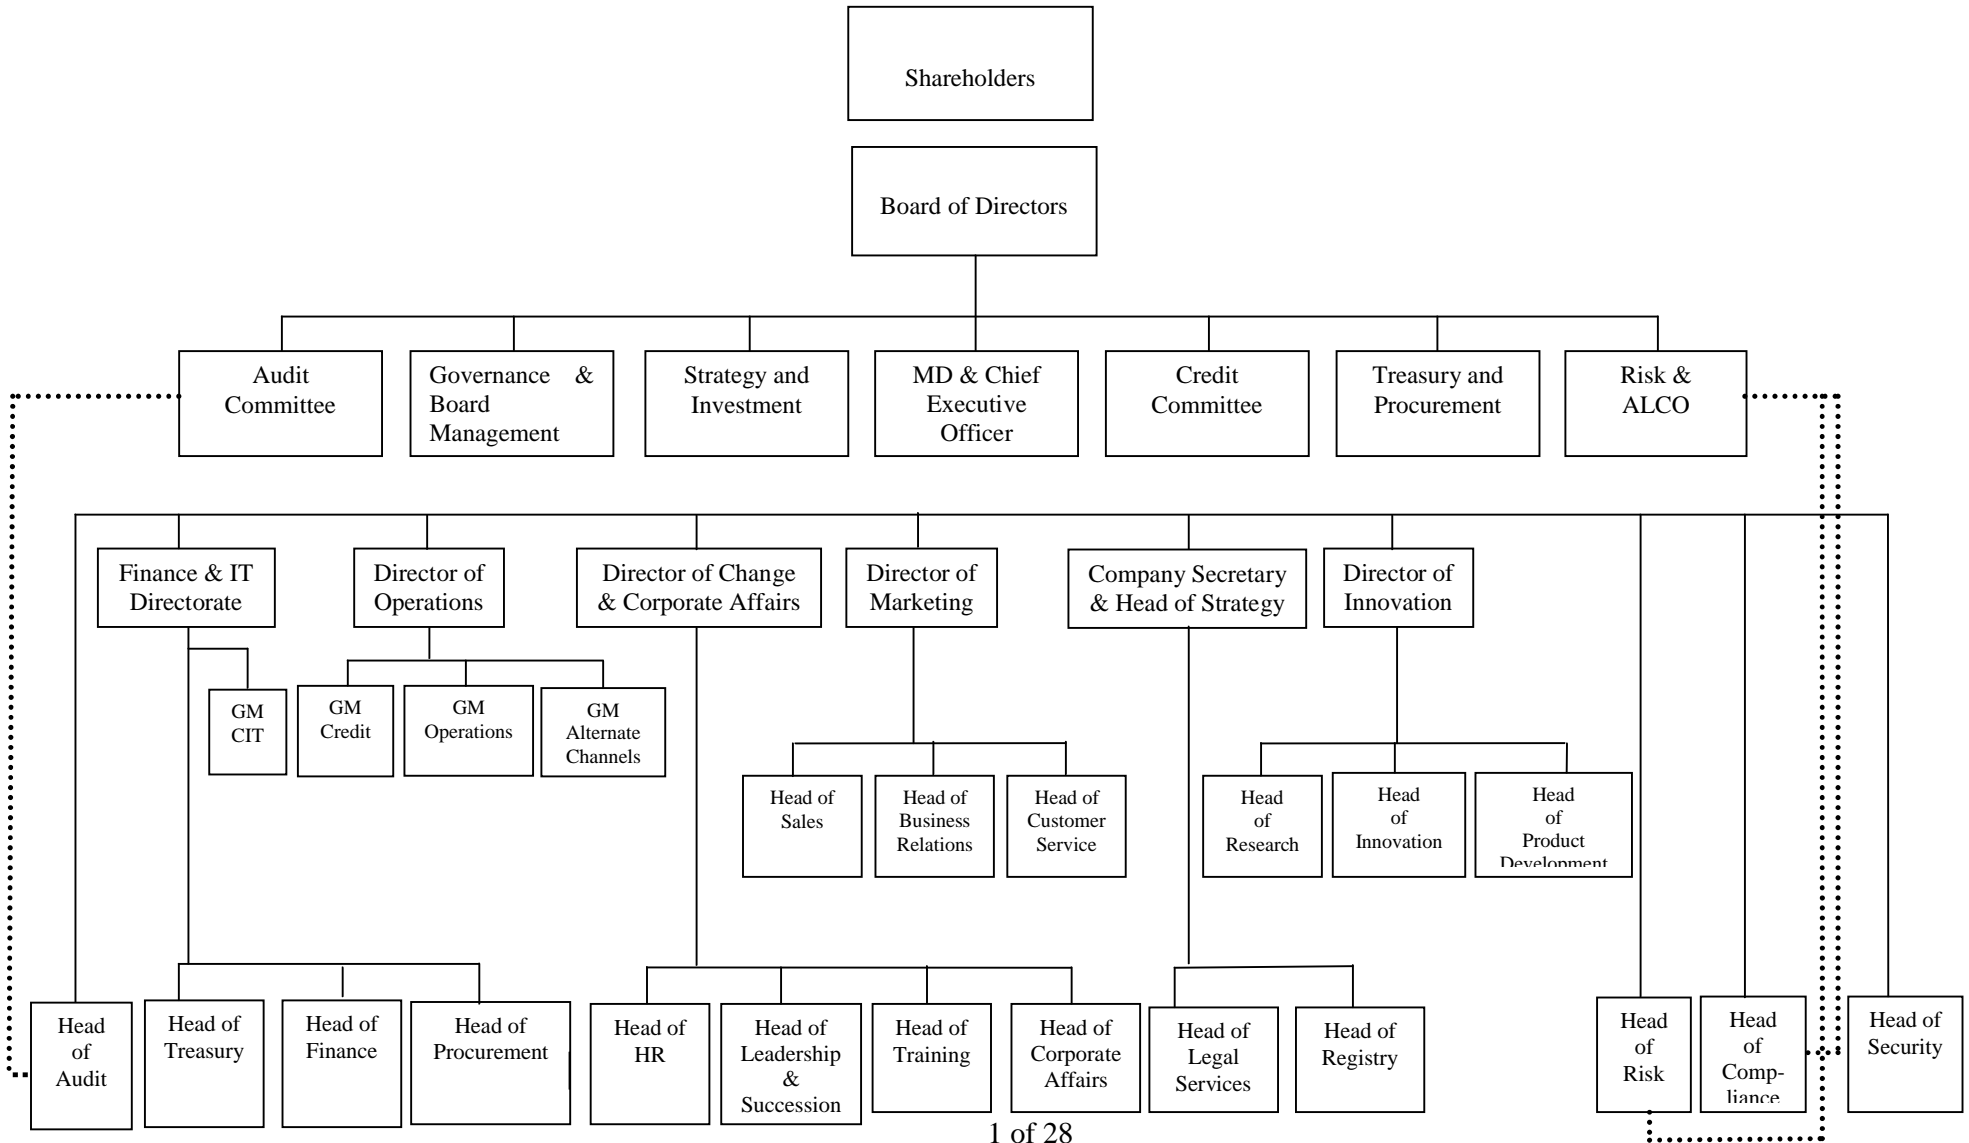 Shareholders
Board of Directors
Audit
Committee
Governance &
Board
Management
Strategy and
Investment
MD & Chief
Executive
Officer
Credit
Committee
Treasury and
Procurement
Risk &
ALCO
Finance & IT
Directorate
Director of
Operations
Director of Change
& Corporate Affairs
Director of
Marketing
Company Secretary
& Head of Strategy
Director of
Innovation
GM
CIT
GM
Credit
GM
Operations
GM
Alternate
Channels
Head of
Sales
Head of
Business
Relations
Head of
Customer
Service
Head
of
Research
Head
of
Innovation
Head
of
Product
Development
Head
of
Audit
Head of
Treasury
Head of
Finance
Head of
Procurement
Head of
HR
Head of
Leadership
&
Succession
Head of
Training
Head of
Corporate
Affairs
Head of
Legal
Services
Head of
Registry
Head
of
Risk
Head
of
Comp-
liance
Head of
Security
1 of 28